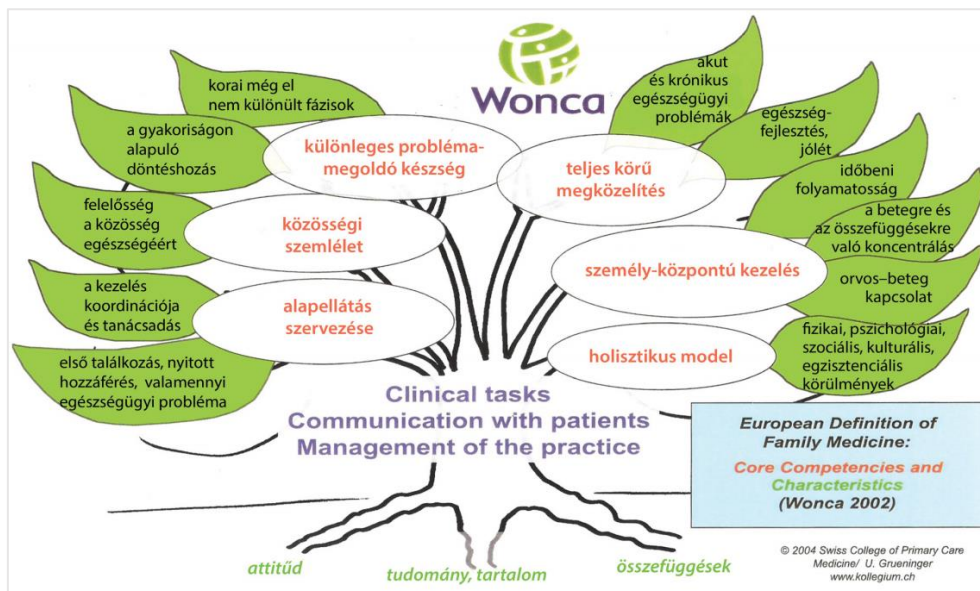 Wonca
korai még el
nem különült fázisok
a gyakoriságon
alapuló
döntéshozás
felelősség
a közösség
egészségéért
a kezelés
koordinációja
és tanácsadás
első találkozás, nyitott
hozzáférés, valamennyi
egészségügyi probléma
különleges probléma-
megoldó készség
közösségi
szemlélet
alapellátás
szervezése
teljes körű
megközelítés
személy-központú kezelés
holisztikus model
akut
és krónikus
egészségügyi
problémák
egészség-
fejlesztés,
jólét
időbeni
folyamatosság
a betegre és
az összefüggésekre
való koncentrálás
orvos–beteg
kapcsolat
fizikai, pszichológiai,
szociális, kulturális,
egzisztenciális
körülmények
Clinical tasks
Communication with patients
Management of the practice
European Definition of
Family Medicine:
Core Competencies and
Characteristics
(Wonca 2002)
attitűd
tudomány, tartalom
összefüggések
© 2004 Swiss College of Primary Care
Medicine/ U. Grueninger
www.kollegium.ch